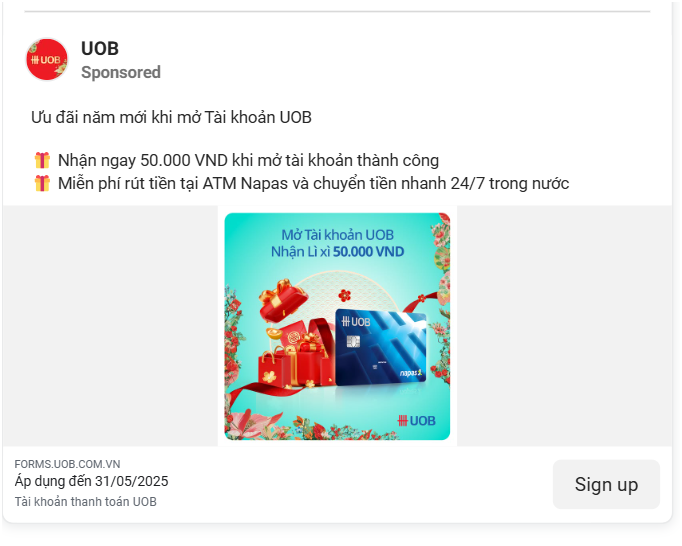 UOB
UOB
Sponsored
Ưu đãi năm mới khi mở Tài khoản UOB
Nhận ngay 50.000 VND khi mở tài khoản thành công
Miễn phí rút tiền tại ATM Napas và chuyển tiền nhanh 24/7 trong nước
Mở Tài khoản UOB
Nhận Lì xì 50.000 VND
UOB
napas
UOB
FORMS.UOB.COM.VN
Áp dụng đến 31/05/2025
Tài khoản thanh toán UOB
Sign up